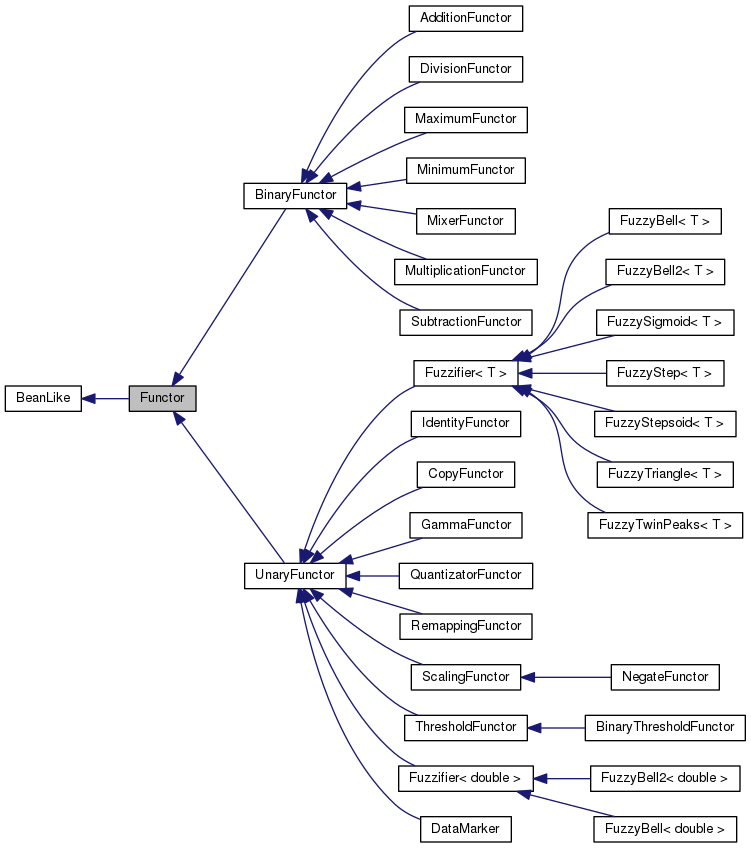 AdditionFunctor
DivisionFunctor
MaximumFunctor
MinimumFunctor
BinaryFunctor
MixerFunctor
FuzzyBell< T >
MultiplicationFunctor
FuzzyBell2< T >
SubtractionFunctor
FuzzySigmoid< T >
Fuzzifier< T >
FuzzyStep< T >
BeanLike
Functor
IdentityFunctor
FuzzyStepsoid< T >
CopyFunctor
FuzzyTriangle< T >
GammaFunctor
FuzzyTwinPeaks< T >
UnaryFunctor
QuantizatorFunctor
RemappingFunctor
ScalingFunctor
NegateFunctor
ThresholdFunctor
BinaryThresholdFunctor
Fuzzifier< double >
FuzzyBell2< double >
DataMarker
FuzzyBell< double >